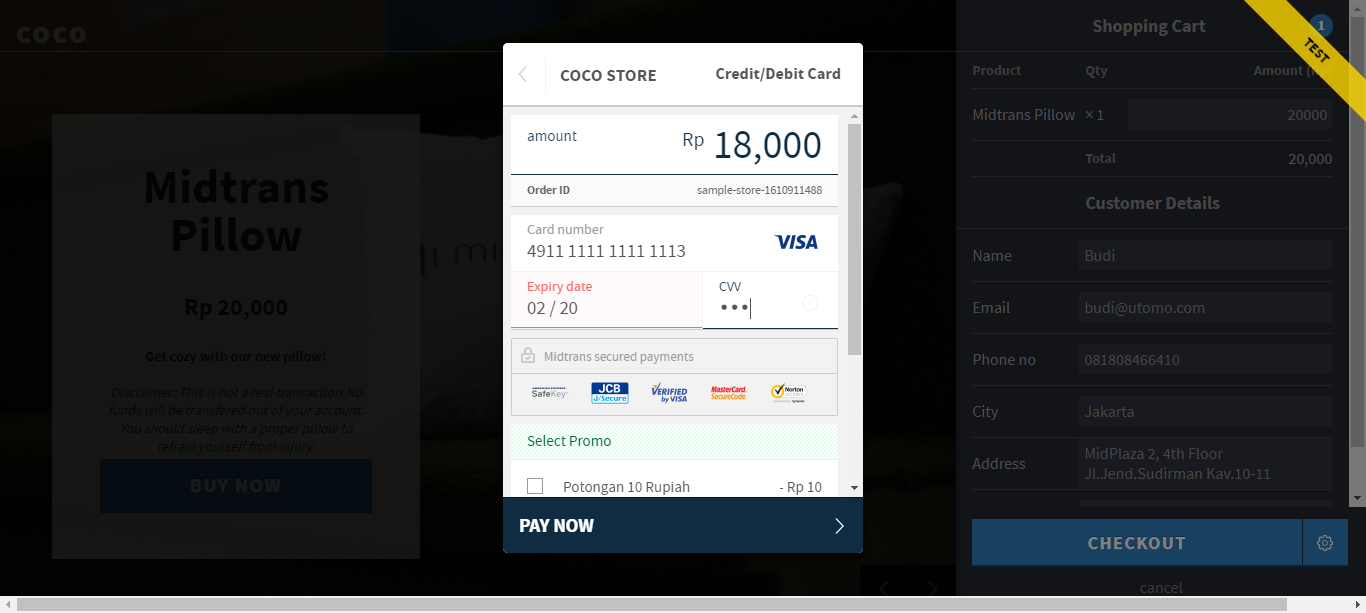 coco
Midtrans
Pillow
Rp 20,000
Get cozy with our new pillow!
Disclaimer: This is not a real transaction.No
funds will be transfered out of your account.
You should sleep with a proper pillow to
refrain yourself from injury.
BUY NOW
COCO STORE
Credit/Debit Card
amount
Rp 18,000
Order ID
sample-store-1610911488
Card number
4911 1111 1111 1113
VISA
Expiry date
02 / 20
CVV
Midtrans secured payments
SafeKey
JCB
J/Secure
VERIFIED
by VISA
MasterCard.
SecureCode.
Norton
Select Promo
Potongan 10 Rupiah
- Rp 10
PAY NOW
Shopping Cart
1
TEST
Product Qty Amount
Midtrans Pillow × 1 20000
Total 20,000
Customer Details
Name Budi
Email budi@utomo.com
Phone no 081808466410
City Jakarta
Address MidPlaza 2, 4th Floor
Jl.Jend.Sudirman Kav.10-11
CHECKOUT
cancel